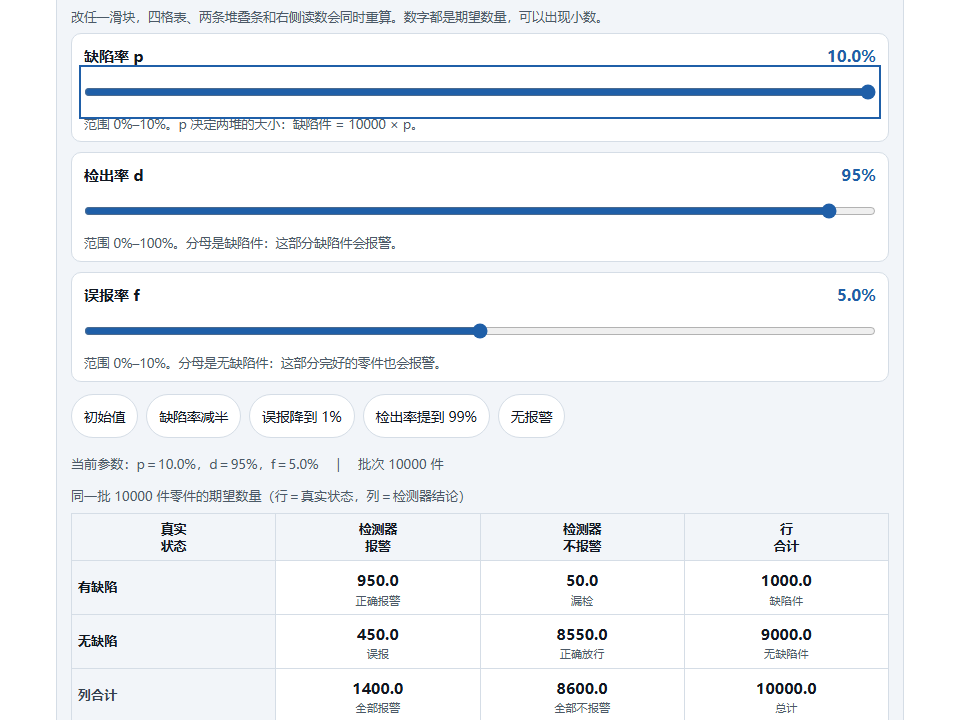 改任一滑块，四格表、两条堆叠条和右侧读数会同时重算。数字都是期望数量，可以出现小数。
缺陷率 p
10.0%
范围 0%–10%。p 决定两堆的大小：缺陷件 = 10000 × p。
检出率 d
95%
范围 0%–100%。分母是缺陷件：这部分缺陷件会报警。
误报率 f
5.0%
范围 0%–10%。分母是无缺陷件：这部分完好的零件也会报警。
初始值 缺陷率减半 误报降到 1% 检出率提到 99% 无报警
当前参数：p = 10.0%，d = 95%，f = 5.0% | 批次 10000 件
同一批 10000 件零件的期望数量（行 = 真实状态，列 = 检测器结论）
真实 检测器 检测器 行
状态 报警 不报警 合计
有缺陷 950.0 50.0 1000.0
正确报警 漏检 缺陷件
无缺陷 450.0 8550.0 9000.0
误报 正确放行 无缺陷件
列合计 1400.0 8600.0 10000.0
全部报警 全部不报警 总计